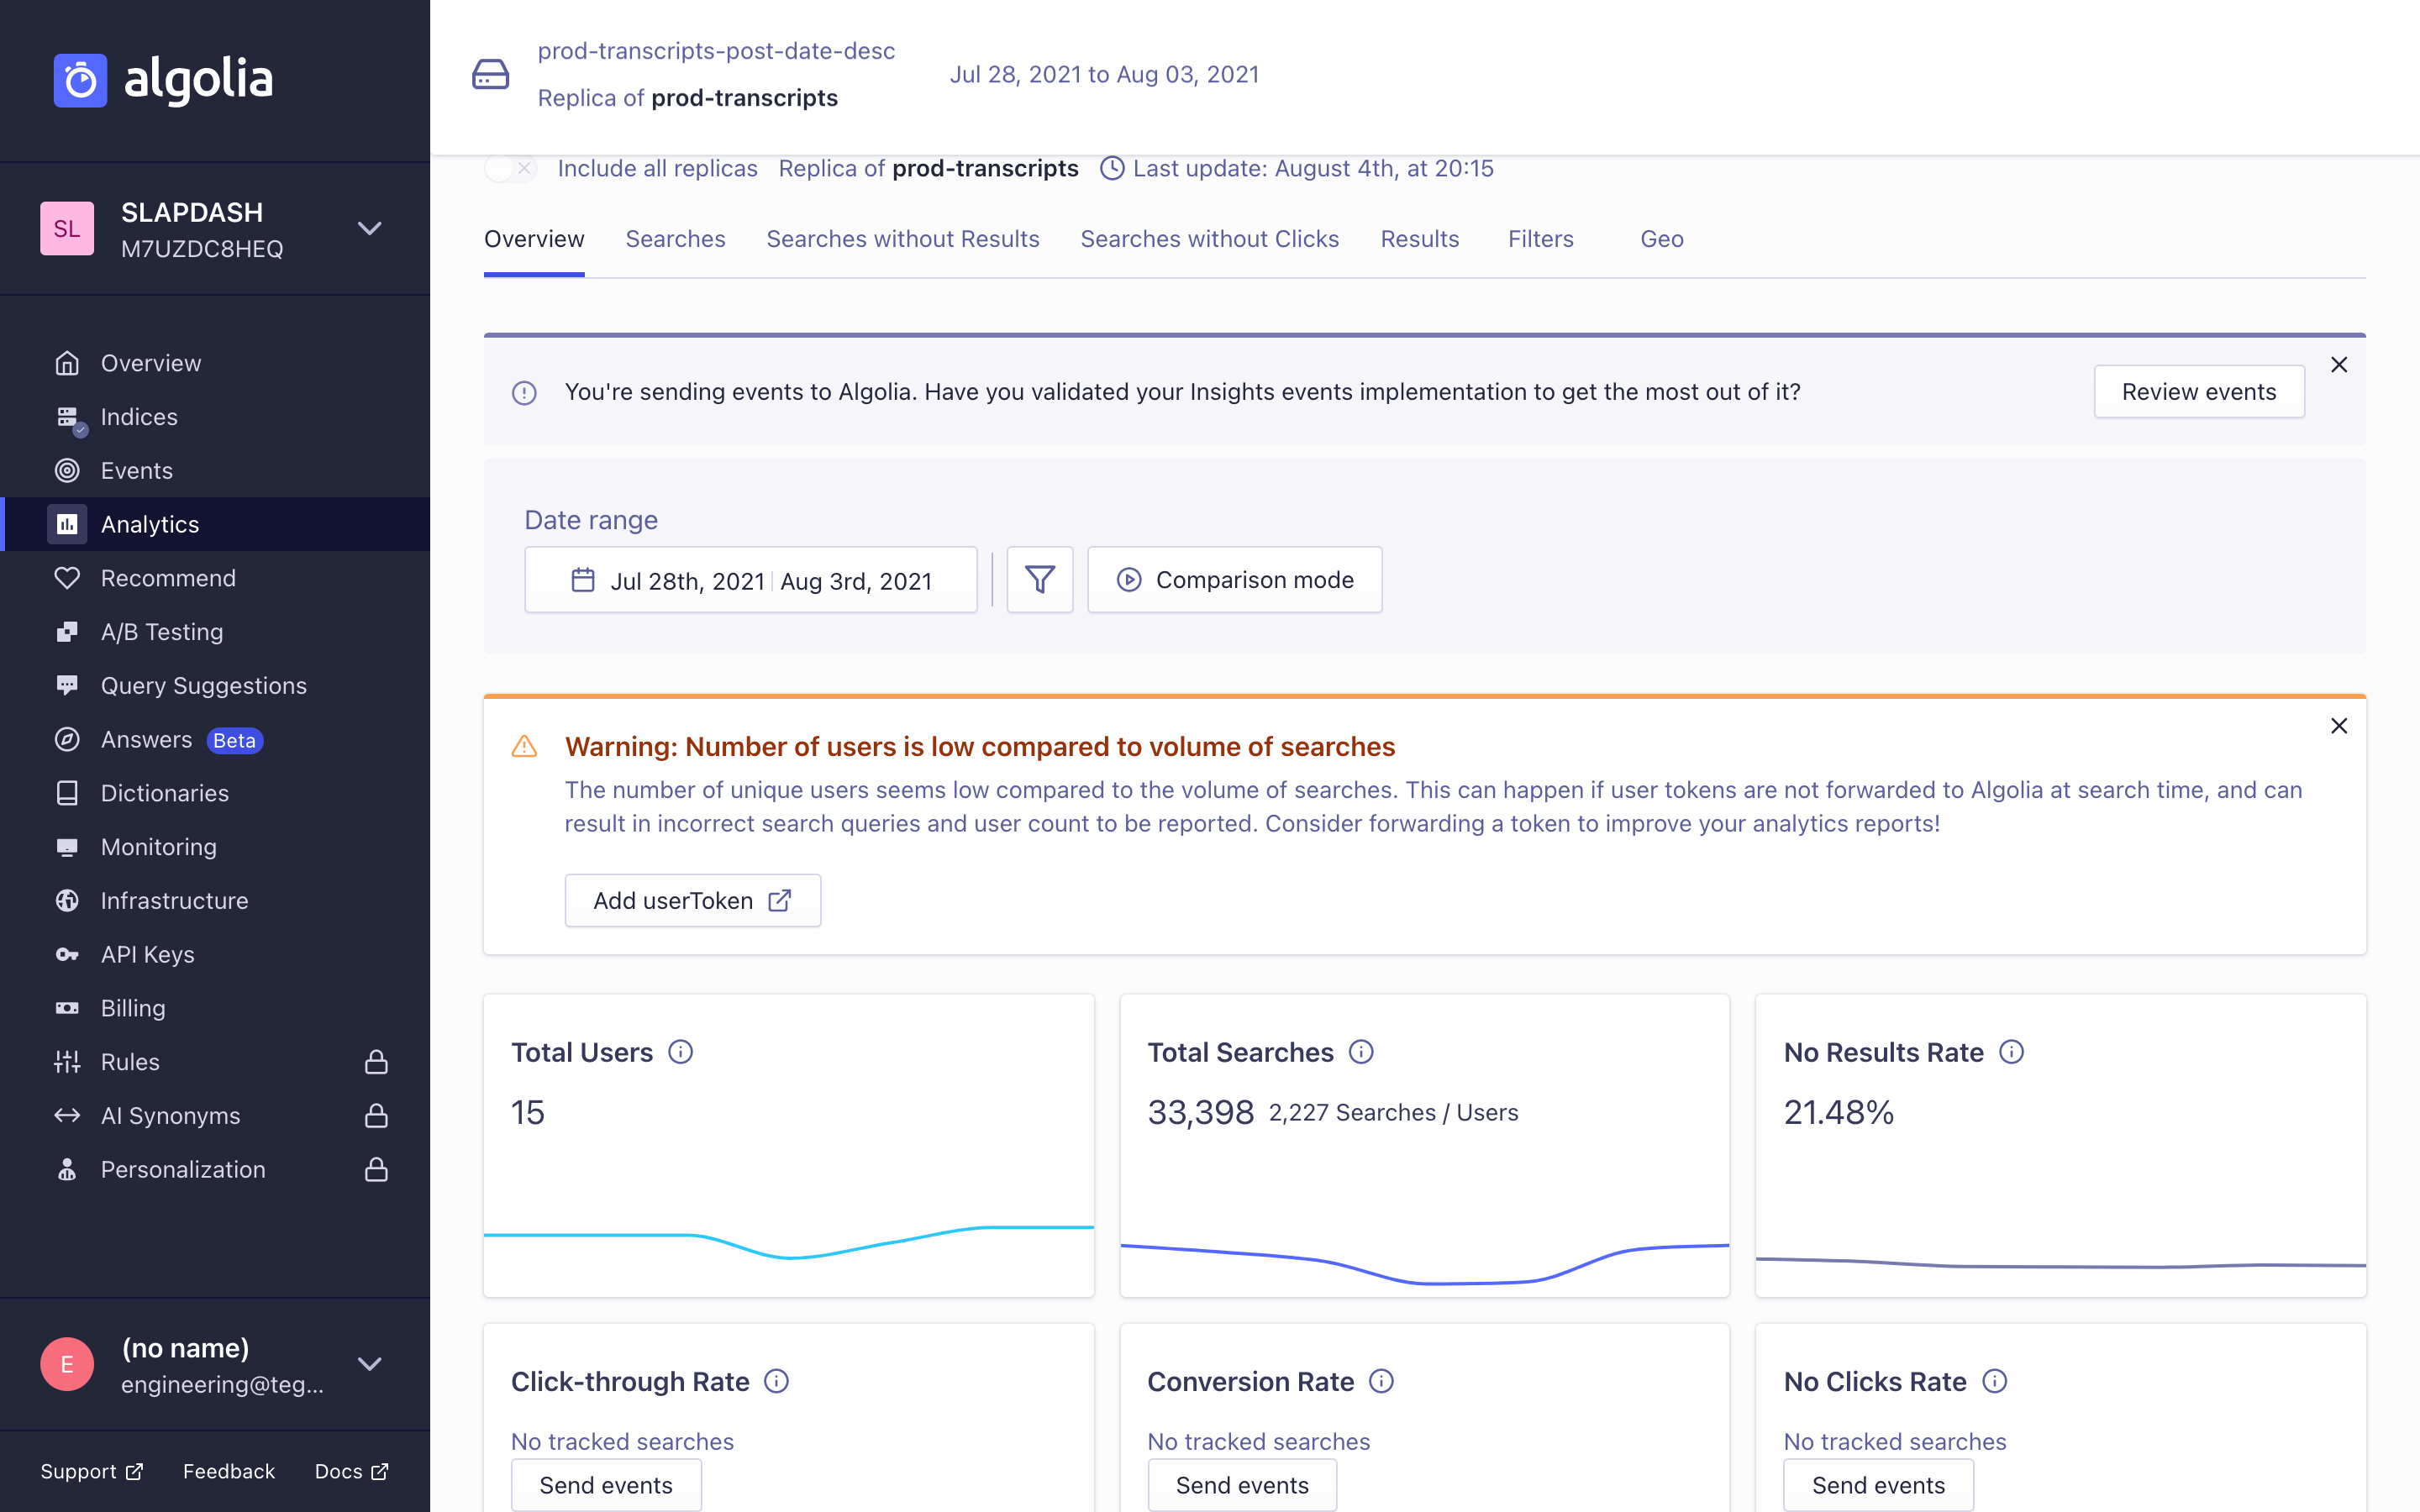 algolia
SL
SLAPDASH
M7UZDC8HEQ
Overview
Indices
Events
Analytics
Recommend
A/B Testing
Query Suggestions
Answers Beta
Dictionaries
Monitoring
Infrastructure
API Keys
Billing
Rules
AI Synonyms
Personalization
E
(no name)
engineering@teg...
Support Feedback Docs
prod-transcripts-post-date-desc
Replica of prod-transcripts
Jul 28, 2021 to Aug 03, 2021
Include all replicas Replica of prod-transcripts Last update: August 4th, at 20:15
Overview Searches Searches without Results Searches without Clicks Results Filters Geo
You're sending events to Algolia. Have you validated your Insights events implementation to get the most out of it?
Review events
Date range
Jul 28th, 2021 Aug 3rd, 2021
Comparison mode
Warning: Number of users is low compared to volume of searches
The number of unique users seems low compared to the volume of searches. This can happen if user tokens are not forwarded to Algolia at search time, and can
result in incorrect search queries and user count to be reported. Consider forwarding a token to improve your analytics reports!
Add userToken
Total Users
15
Total Searches
33,398 2,227 Searches / Users
No Results Rate
21.48%
Click-through Rate
No tracked searches
Send events
Conversion Rate
No tracked searches
Send events
No Clicks Rate
No tracked searches
Send events